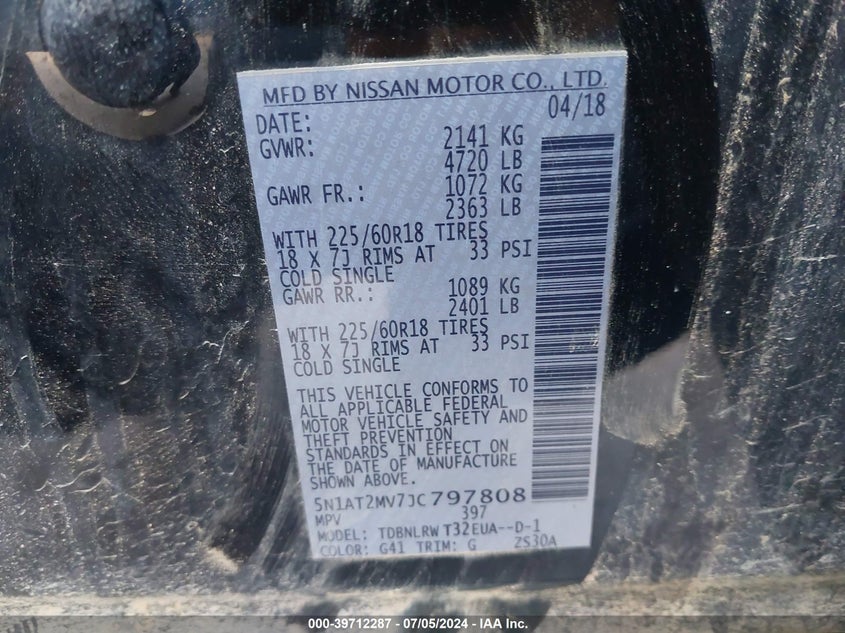 MFD BY NISSAN MOTOR CO., LTD.
DATE: 04/18
GVWR: 2141 KG
4720 LB
GAWR FR.: 1072 KG
2363 LB
WITH 225/60R18 TIRES
18 X 7J RIMS AT 33 PSI
COLD SINGLE
GAWR RR.: 1089 KG
2401 LB
WITH 225/60R18 TIRES
18 X 7J RIMS AT 33 PSI
COLD SINGLE
THIS VEHICLE CONFORMS TO
ALL APPLICABLE FEDERAL
MOTOR VEHICLE SAFETY AND
THEFT PREVENTION
STANDARDS IN EFFECT ON
THE DATE OF MANUFACTURE
SHOWN ABOVE.
5N1AT2MV7JC797808
MPV 397
MODEL: TDBNLRW T32EUA--D-1
COLOR: G41 TRIM: G ZS30A
000-39712287 - 07/05/2024 - IAA Inc.